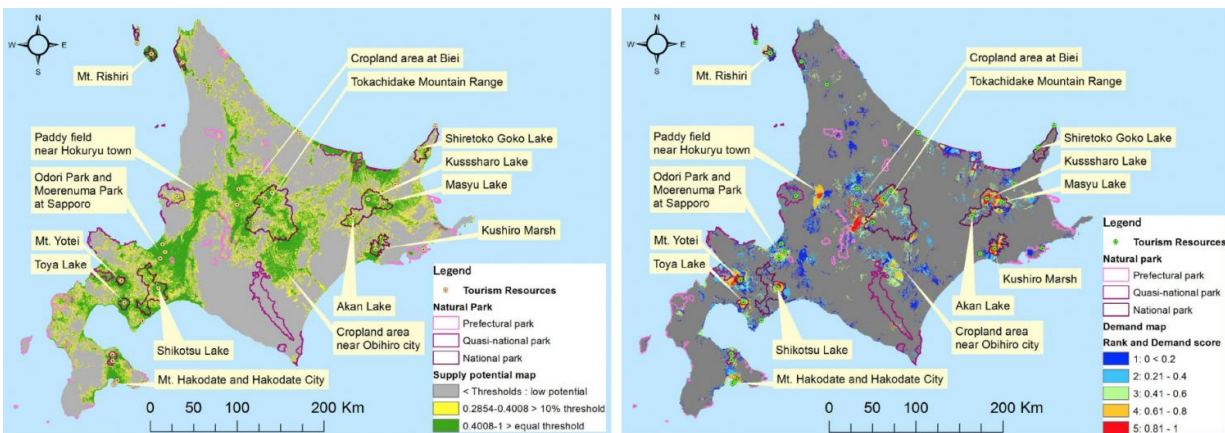 N
W E
S
Mt. Rishiri
Cropland area at Biei
Tokachidake Mountain Range
Paddy field
near Hokuryu town
Shiretoko Goko Lake
Kusssharo Lake
Odori Park and
Moerenuma Park
at Sapporo
Masyu Lake
Mt. Yotei
Kushiro Marsh
Toya Lake
Akan Lake
Cropland area
near Obihiro city
Shikotsu Lake
Mt. Hakodate and Hakodate City
0 50 100 200 Km
Legend
Tourism Resources
Natural Park
Prefectural park
Quasi-national park
National park
Supply potential map
< Thresholds : low potential
0.2854-0.4008 > 10% threshold
0.4008-1 > equal threshold
N
W E
S
Mt. Rishiri
Cropland area at Biei
Tokachidake Mountain Range
Paddy field
near Hokuryu town
Shiretoko Goko Lake
Kusssharo Lake
Odori Park and
Moerenuma Park
at Sapporo
Masyu Lake
Mt. Yotei
Toya Lake
Kushiro Marsh
Akan Lake
Cropland area
near Obihiro city
Shikotsu Lake
Mt. Hakodate and Hakodate City
0 50 100 200 Km
Legend
Tourism Resources
Natural park
Prefectural park
Quasi-national park
National park
Demand map
Rank and Demand score
1: 0 < 0.2
2: 0.21 - 0.4
3: 0.41 - 0.6
4: 0.61 - 0.8
5: 0.81 - 1